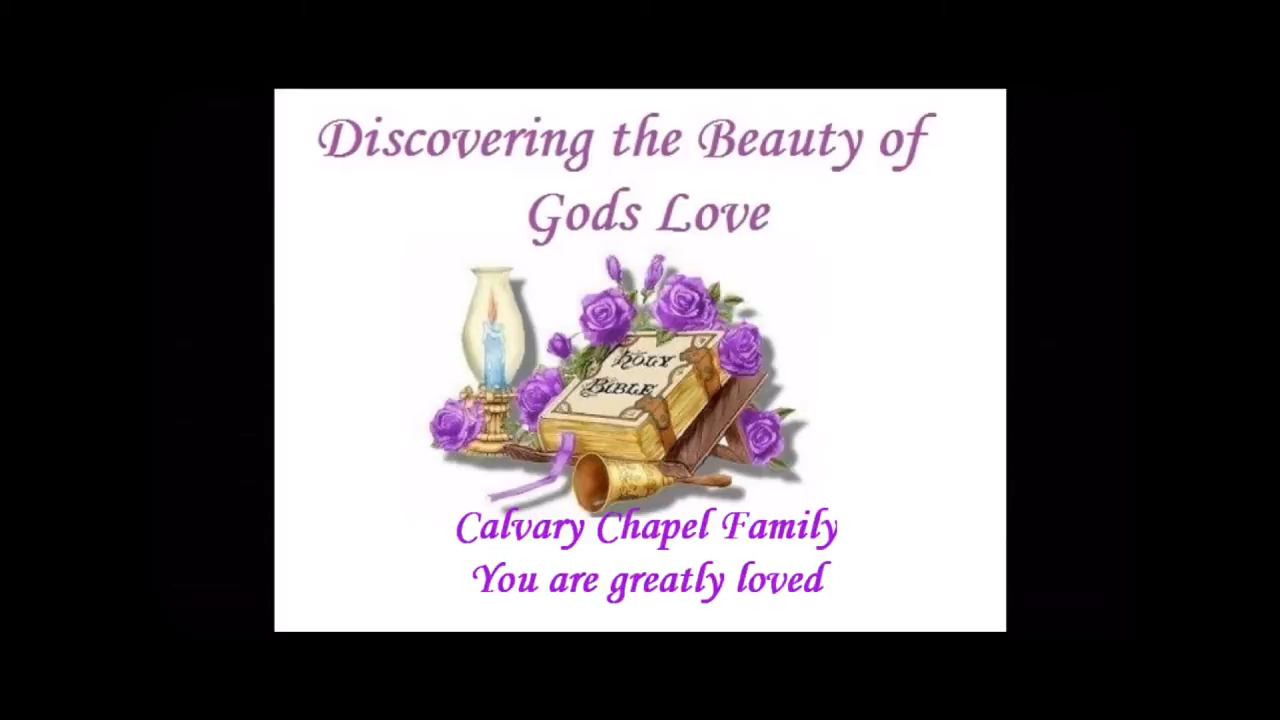 Discovering the Beauty of
Gods Love
HOLY
BIBLE
Calvary Chapel Family
You are greatly loved